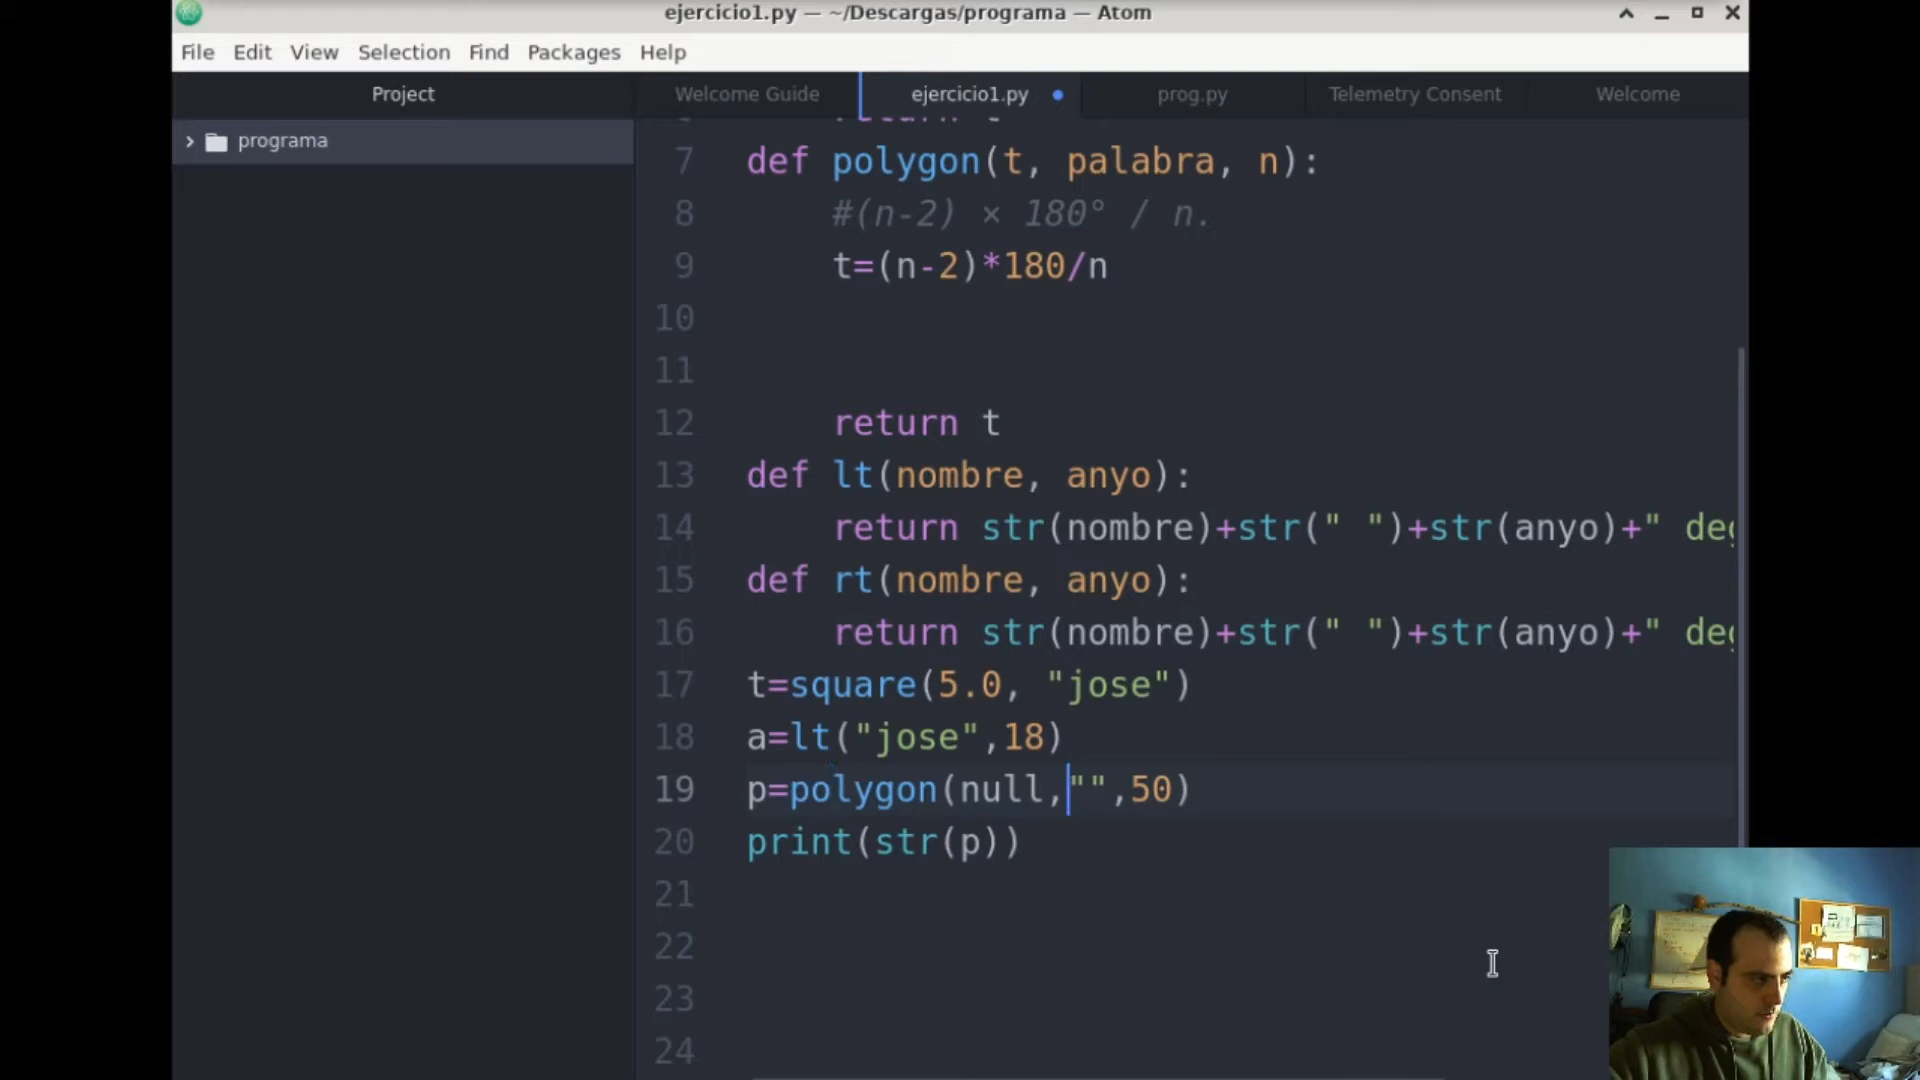 ejercicio1.py — ~/Descargas/programa — Atom
File Edit View Selection Find Packages Help
Project
Welcome Guide
ejercicio1.py
prog.py
Telemetry Consent
Welcome
programa
return t
7 def polygon(t, palabra, n):
8 #(n-2) × 180° / n.
9 t=(n-2)*180/n
10
11
12 return t
13 def lt(nombre, anyo):
14 return str(nombre)+str(" ")+str(anyo)+" deg
15 def rt(nombre, anyo):
16 return str(nombre)+str(" ")+str(anyo)+" deg
17 t=square(5.0, "jose")
18 a=lt("jose",18)
19 p=polygon(null,"",50)
20 print(str(p))
21
22
23
24